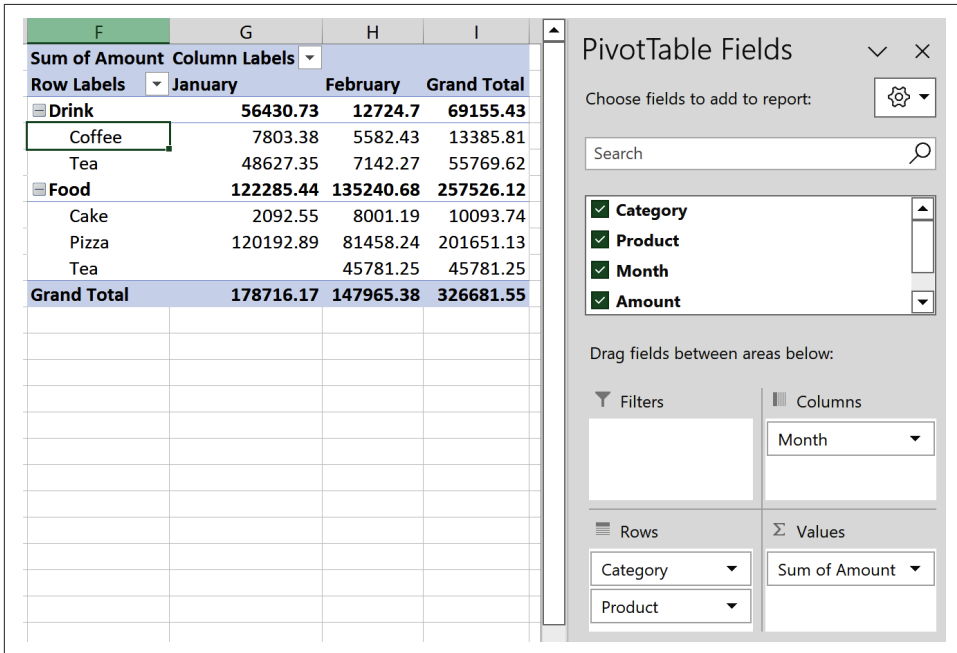 F G H I
Sum of Amount Column Labels
Row Labels January February Grand Total
Drink 56430.73 12724.7 69155.43
Coffee 7803.38 5582.43 13385.81
Tea 48627.35 7142.27 55769.62
Food 122285.44 135240.68 257526.12
Cake 2092.55 8001.19 10093.74
Pizza 120192.89 81458.24 201651.13
Tea 45781.25 45781.25
Grand Total 178716.17 147965.38 326681.55
PivotTable Fields
Choose fields to add to report:
Search
Category
Product
Month
Amount
Drag fields between areas below:
Filters
Columns
Month
Rows
Σ Values
Category
Sum of Amount
Product